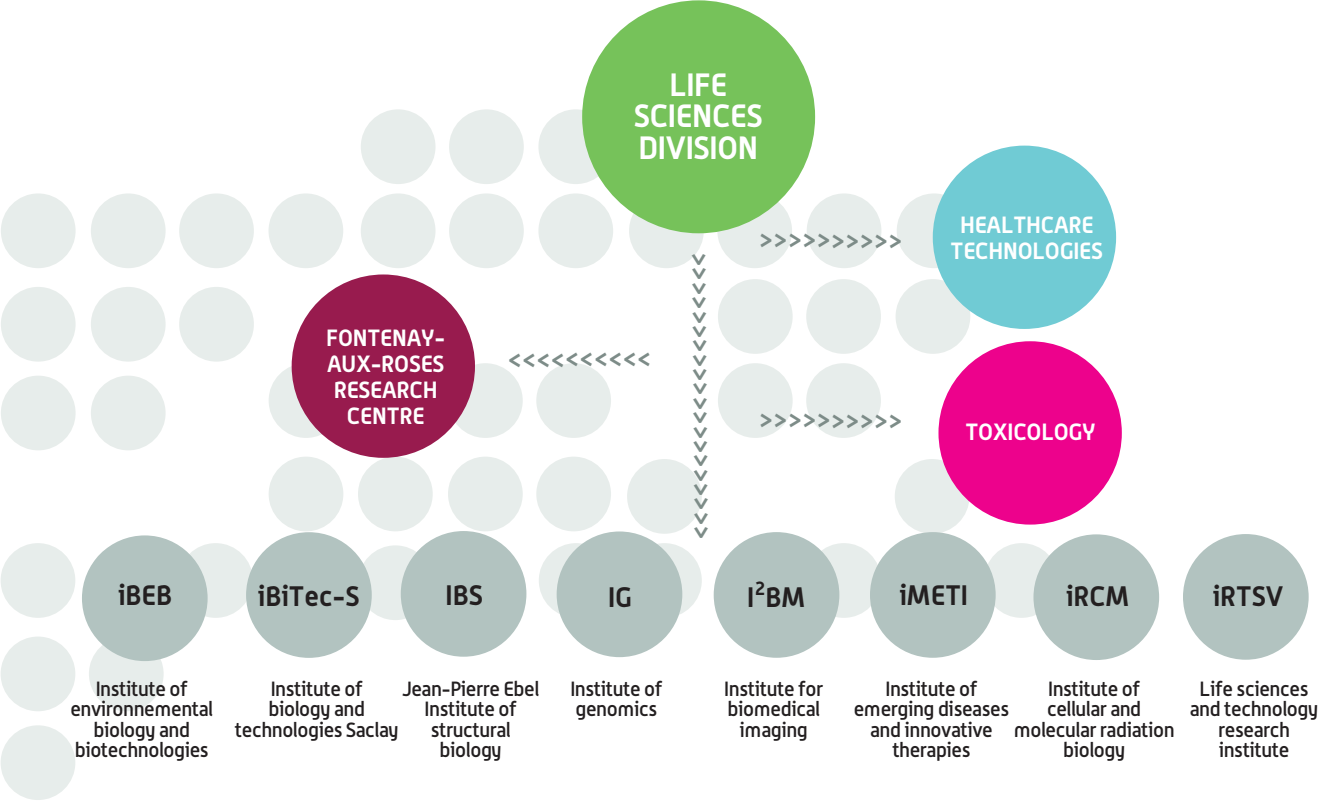 LIFE
SCIENCES
DIVISION
HEALTHCARE
TECHNOLOGIES
FONTENAY-
AUX-ROSES
RESEARCH
CENTRE
TOXICOLOGY
iBEB
iBiTec-S
IBS
IG
I²BM
iMETI
iRCM
iRTSV
Institute of
environnemental
biology and
biotechnologies
Institute of
biology and
technologies Saclay
Jean-Pierre Ebel
Institute of
structural
biology
Institute of
genomics
Institute for
biomedical
imaging
Institute of
emerging diseases
and innovative
therapies
Institute of
cellular and
molecular radiation
biology
Life sciences
and technology
research
institute